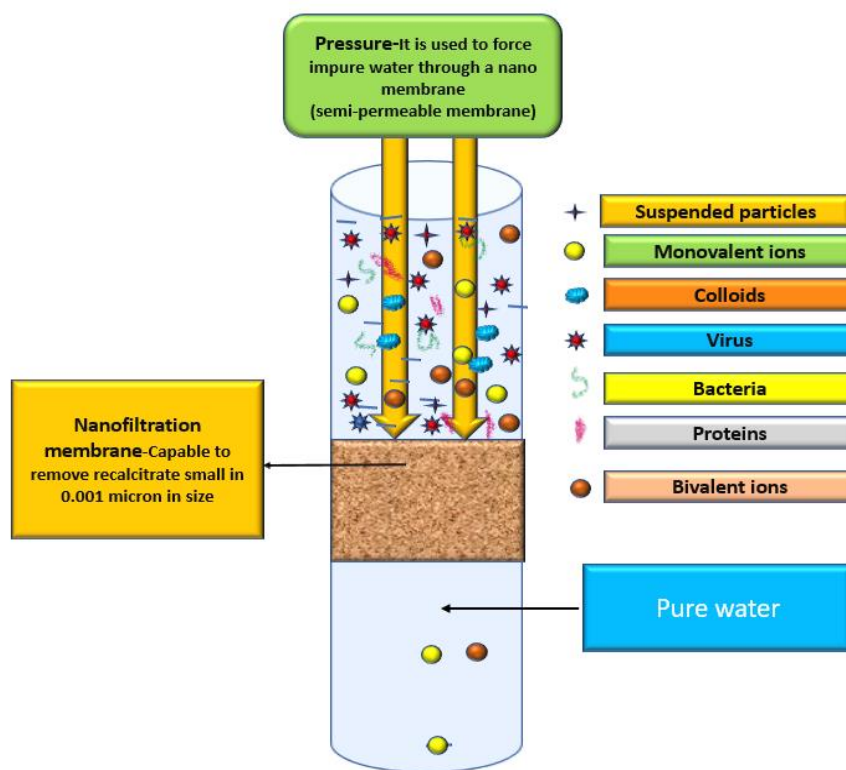 Pressure-It is used to force
impure water through a nano
membrane
(semi-permeable membrane)
Suspended particles
Monovalent ions
Colloids
Virus
Bacteria
Proteins
Bivalent ions
Nanofiltration
membrane-Capable to
remove recalcitrate small in
0.001 micron in size
Pure water